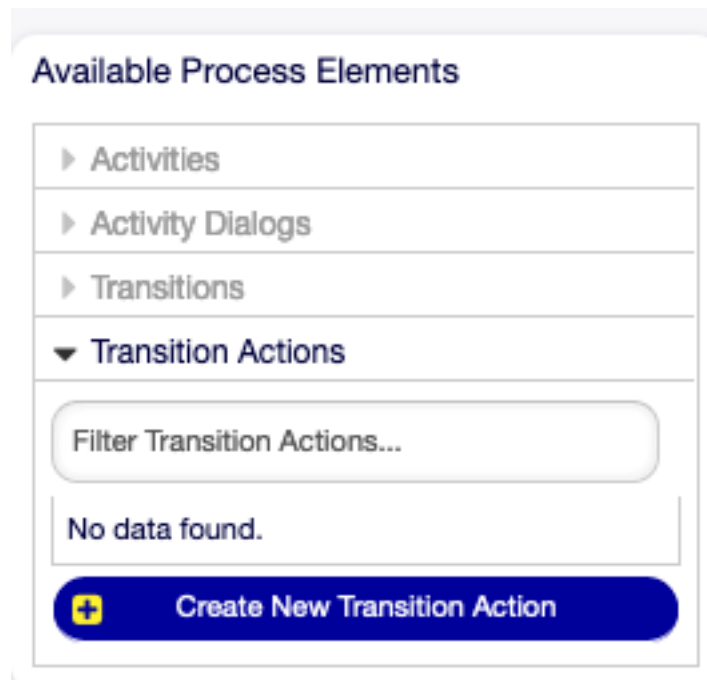 Available Process Elements
Activities
Activity Dialogs
Transitions
Transition Actions
Filter Transition Actions...
No data found.
Create New Transition Action